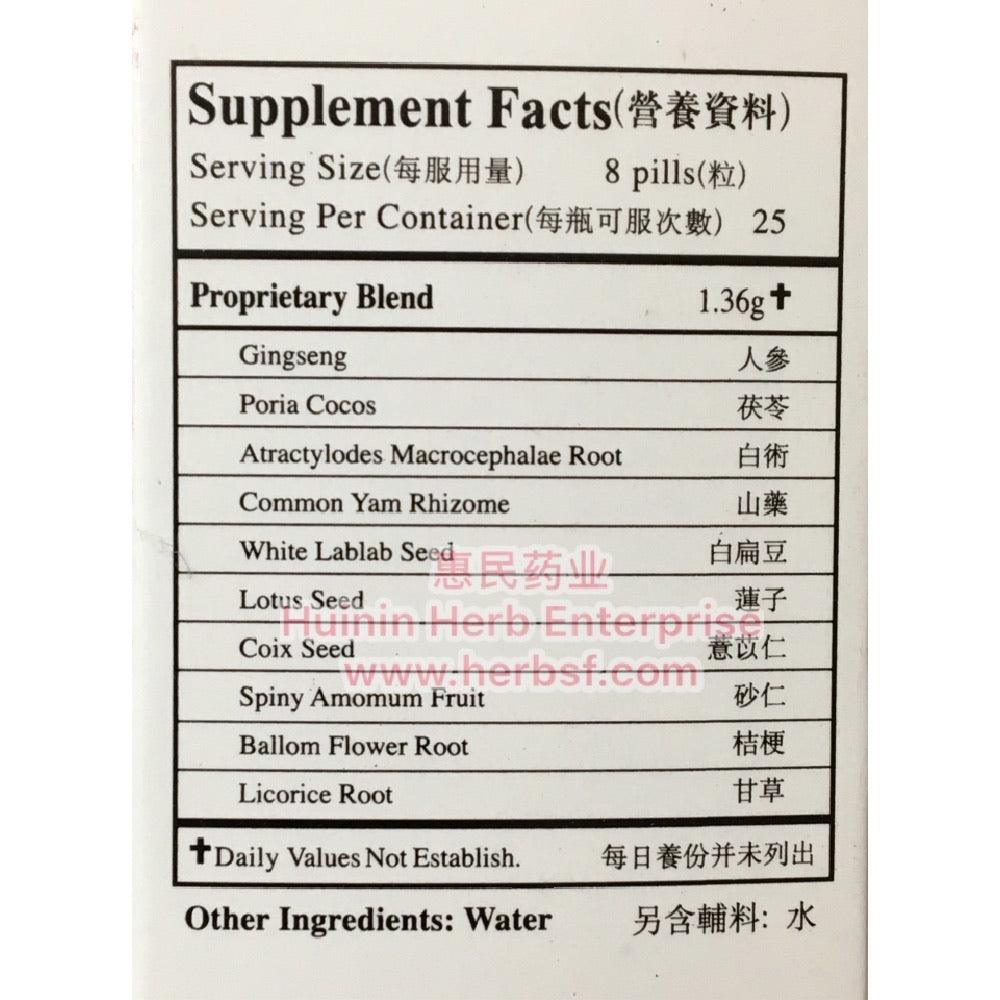 Supplement Facts(營養資料)
Serving Size(每服用量) 8 pills(粒)
Serving Per Container(每瓶可服次數) 25
Proprietary Blend 1.36g✝
Gingseng 人參
Poria Cocos 茯苓
Atractylodes Macrocephalae Root 白術
Common Yam Rhizome 山藥
White Lablab Seed 白扁豆
惠民药业
Lotus Seed 蓮子
Huinin Herb Enterprise
Coix Seed 薏苡仁
www.herbsf.com
Spiny Amomum Fruit 砂仁
Ballom Flower Root 桔梗
Licorice Root 甘草
✝Daily Values Not Establish. 每日養份并未列出
Other Ingredients: Water 另含輔料: 水